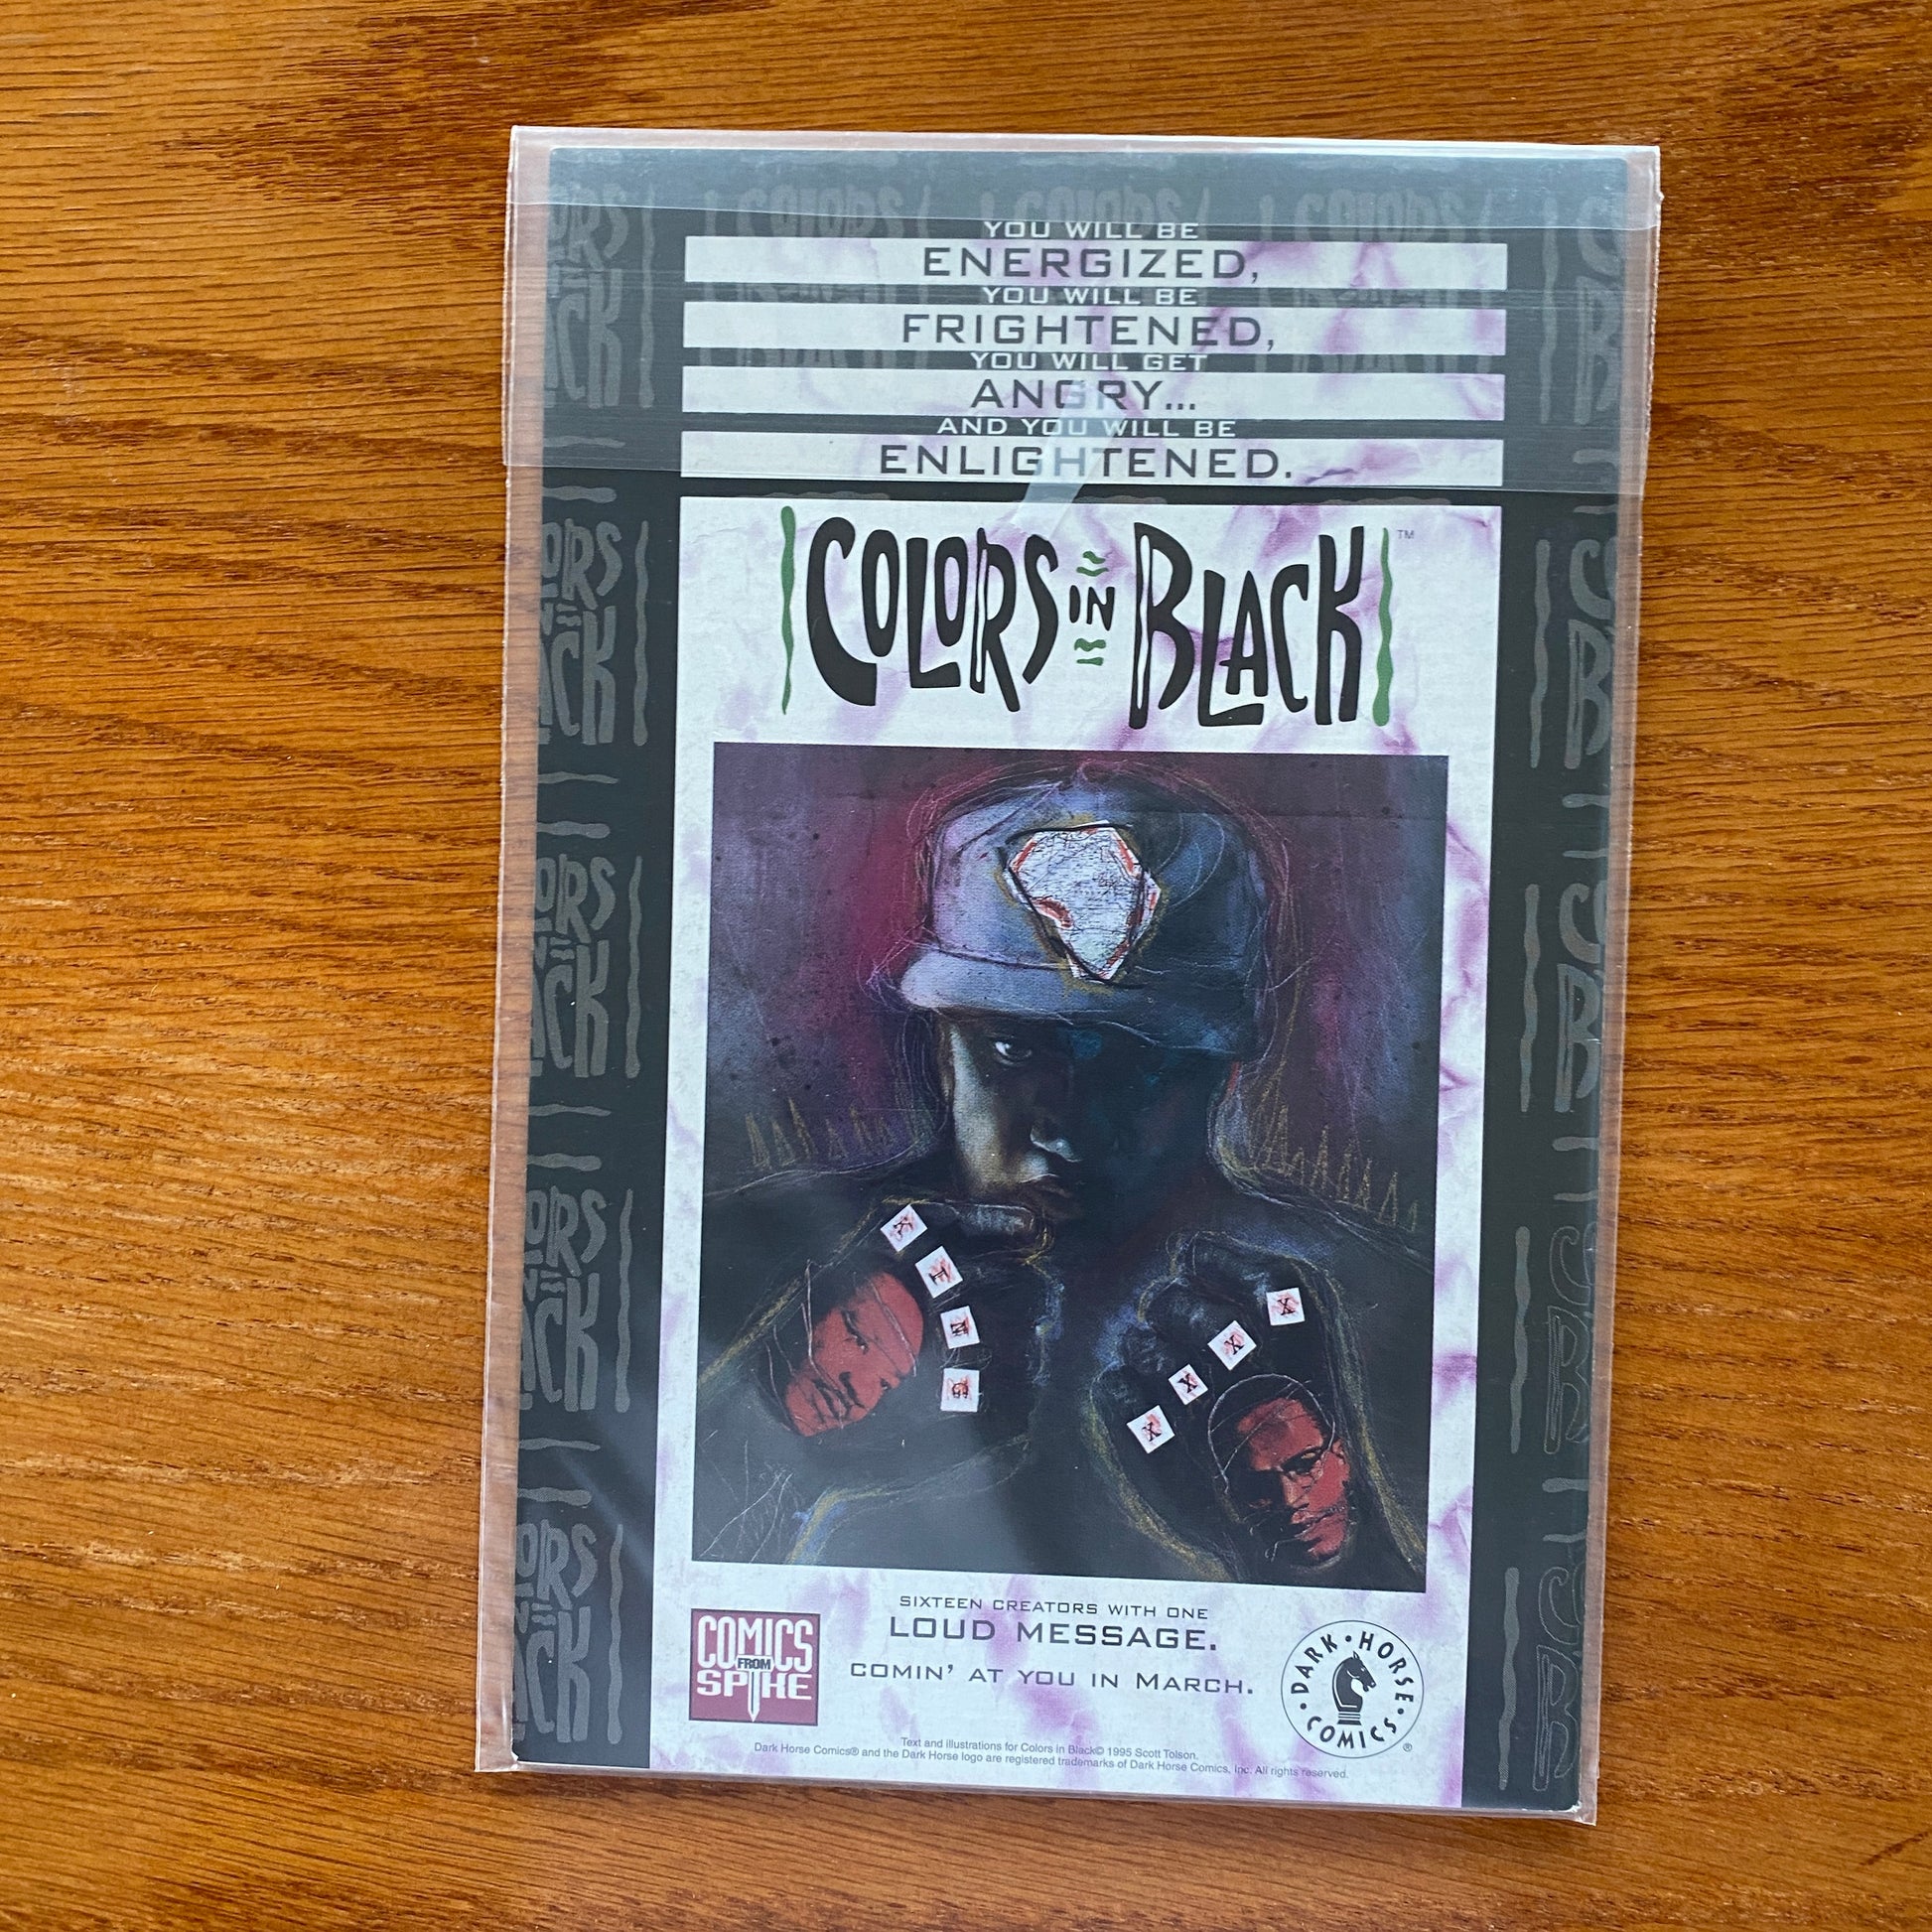 YOU WILL BE
ENERGIZED,
YOU WILL BE
FRIGHTENED,
YOU WILL GET
ANGRY...
AND YOU WILL BE
ENLIGHTENED.
COLORS IN BLACK™
K
I
N
G
X
X
X
X
COMICS
FROM
SPIKE
SIXTEEN CREATORS WITH ONE
LOUD MESSAGE.
COMIN' AT YOU IN MARCH.
DARK • HORSE • COMICS • ®
Text and illustrations for Colors in Black© 1995 Scott Tolson.
Dark Horse Comics® and the Dark Horse logo are registered trademarks of Dark Horse Comics, Inc. All rights reserved.